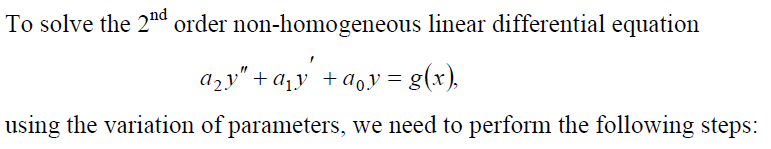 To solve the 2nd order non-homogeneous linear differential equation
a₂y″ + a₁y′ + a₀y = g(x),
using the variation of parameters, we need to perform the following steps: